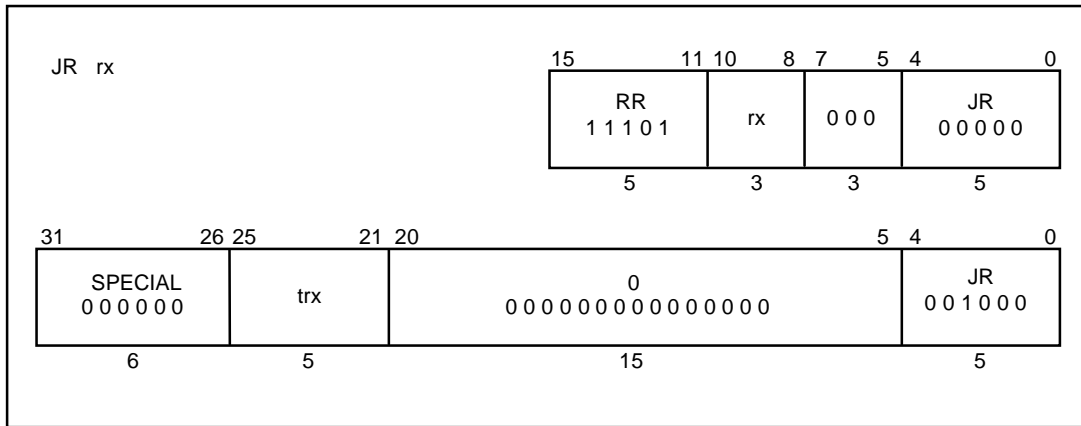 15 11 10 8 7 5 4 0
JR rx
RR JR
1 1 1 0 1 rx 0 0 0 0 0 0 0 0
5 3 3 5
31 26 25 21 20 5 4 0
SPECIAL 0 JR
0 0 0 0 0 0 trx 0 0 0 0 0 0 0 0 0 0 0 0 0 0 0 0 0 1 0 0 0
6 5 15 5